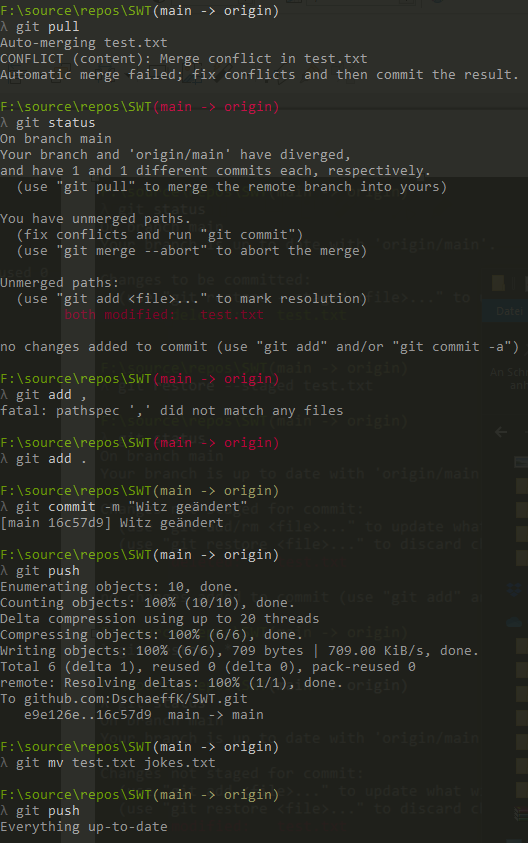 F:\source\repos\SWT(main -> origin)
λ git pull
Auto-merging test.txt
CONFLICT (content): Merge conflict in test.txt
Automatic merge failed; fix conflicts and then commit the result.
F:\source\repos\SWT(main -> origin)
λ git status
On branch main
Your branch and 'origin/main' have diverged,
and have 1 and 1 different commits each, respectively.
  (use "git pull" to merge the remote branch into yours)
You have unmerged paths.
  (fix conflicts and run "git commit")
  (use "git merge --abort" to abort the merge)
Unmerged paths:
  (use "git add <file>..." to mark resolution)
        both modified:   test.txt
no changes added to commit (use "git add" and/or "git commit -a")
F:\source\repos\SWT(main -> origin)
λ git add ,
fatal: pathspec ',' did not match any files
F:\source\repos\SWT(main -> origin)
λ git add .
F:\source\repos\SWT(main -> origin)
λ git commit -m "Witz geändert"
[main 16c57d9] Witz geändert
F:\source\repos\SWT(main -> origin)
λ git push
Enumerating objects: 10, done.
Counting objects: 100% (10/10), done.
Delta compression using up to 20 threads
Compressing objects: 100% (6/6), done.
Writing objects: 100% (6/6), 709 bytes | 709.00 KiB/s, done.
Total 6 (delta 1), reused 0 (delta 0), pack-reused 0
remote: Resolving deltas: 100% (1/1), done.
To github.com:DschaeffK/SWT.git
   e9e126e..16c57d9  main -> main
F:\source\repos\SWT(main -> origin)
λ git mv test.txt jokes.txt
F:\source\repos\SWT(main -> origin)
λ git push
Everything up-to-date